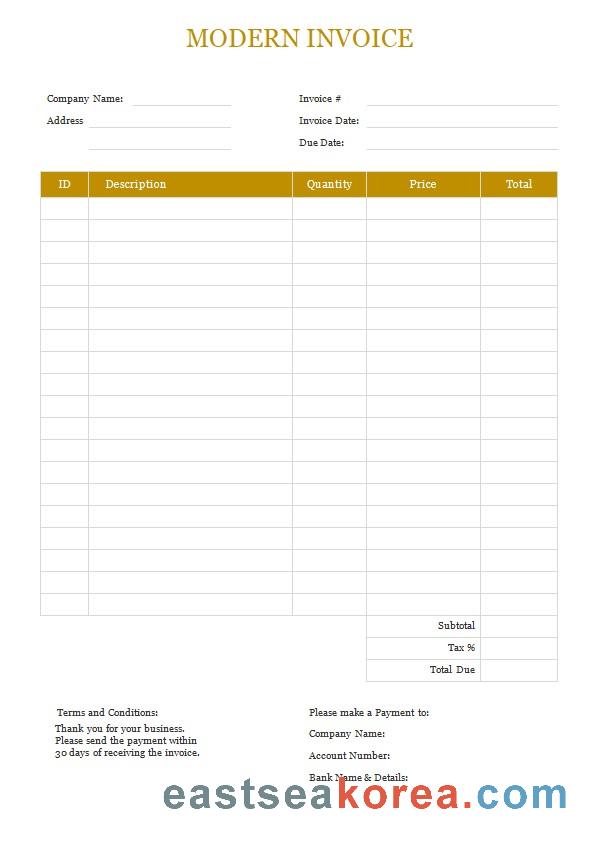 MODERN INVOICE
Company Name:
Invoice #
Address
Invoice Date:
Due Date:
ID Description Quantity Price Total
Subtotal
Tax %
Total Due
Terms and Conditions:
Thank you for your business.
Please send the payment within
30 days of receiving the invoice.
Please make a Payment to:
Company Name:
Account Number:
Bank Name & Details:
eastseakorea.com